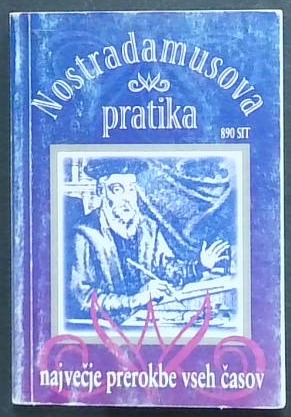 Nostradamusova
pratika
890 SIT
največje prerokbe vseh časov